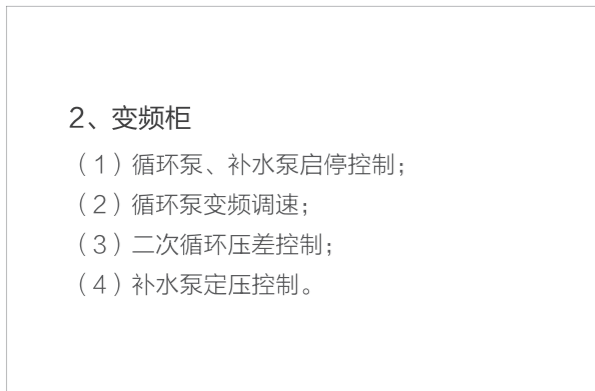 2、变频柜
（1）循环泵、补水泵启停控制；
（2）循环泵变频调速；
（3）二次循环压差控制；
（4）补水泵定压控制。